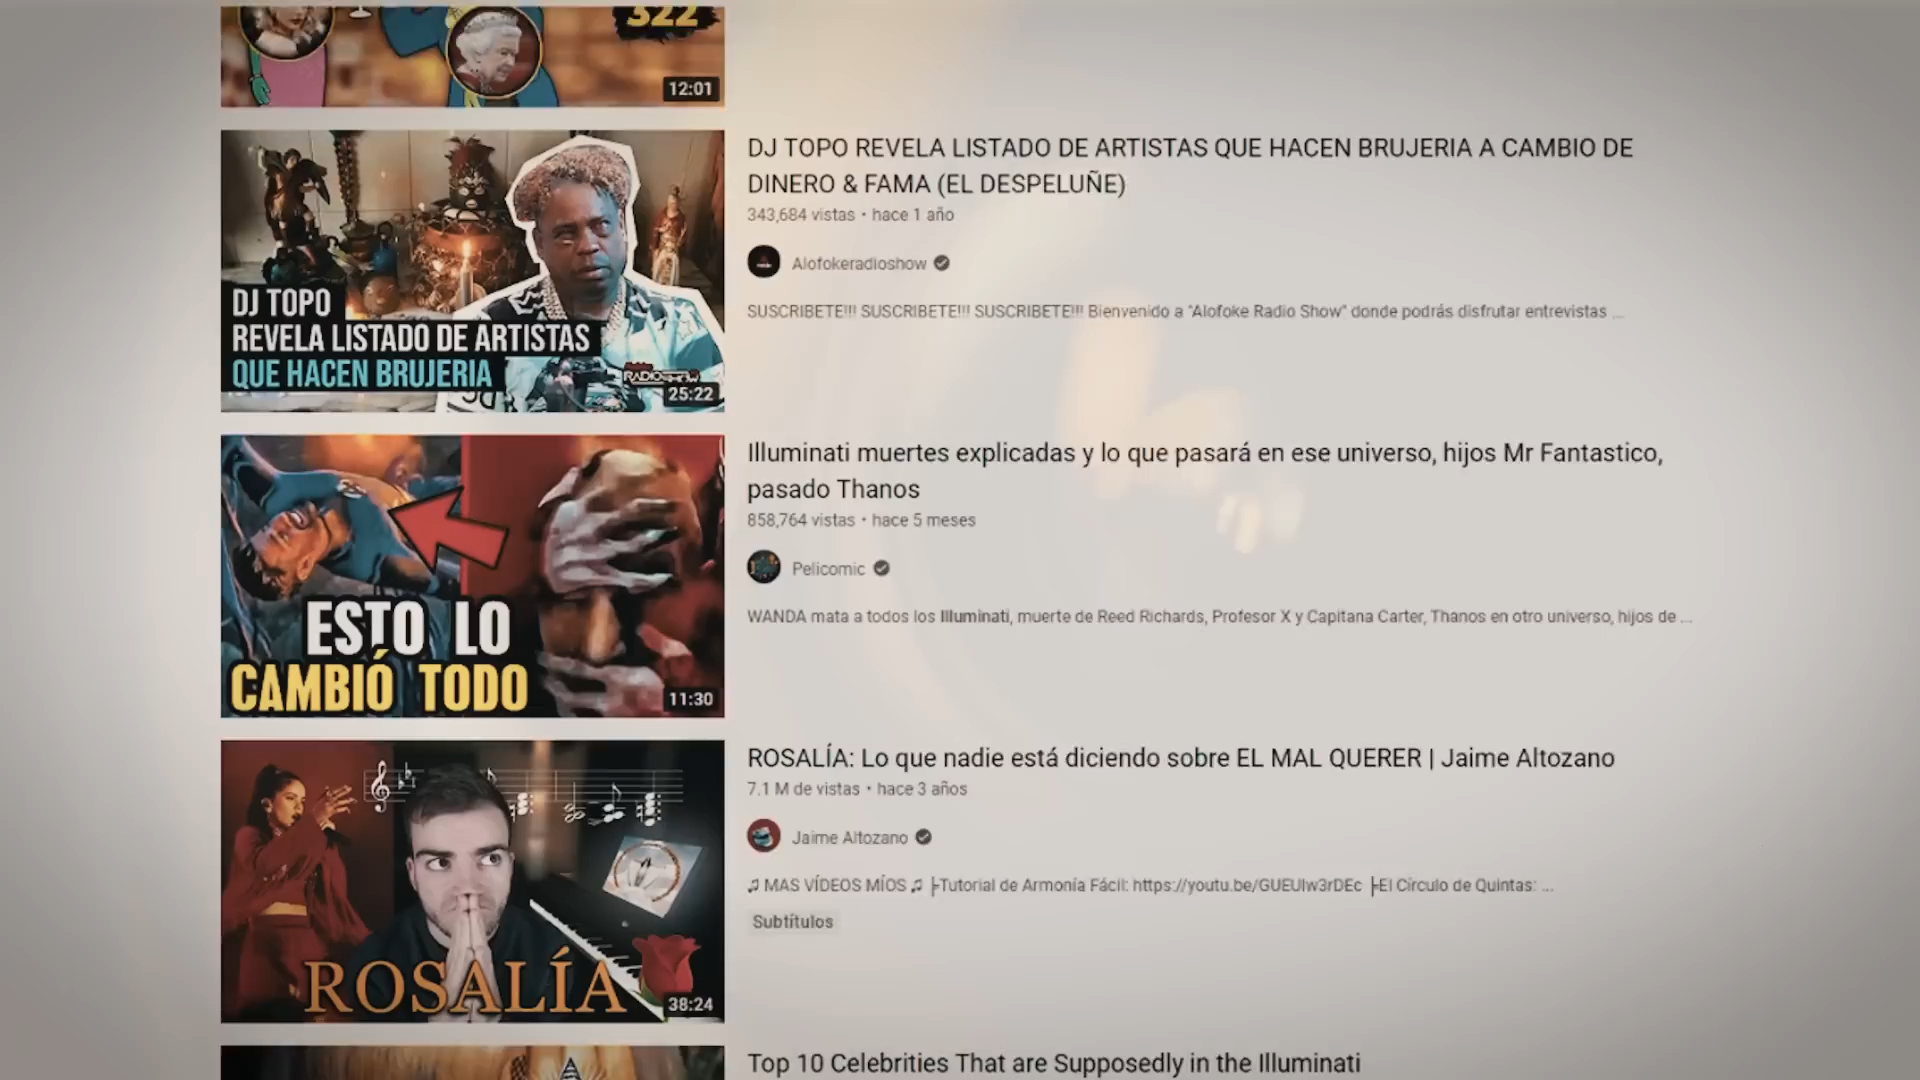 322
12:01
DJ TOPO REVELA LISTADO DE ARTISTAS QUE HACEN BRUJERIA A CAMBIO DE
DINERO & FAMA (EL DESPELUÑE)
343,684 vistas • hace 1 año
Alofokeradioshow
SUSCRIBETE!!! SUSCRIBETE!!! SUSCRIBETE!!! Bienvenido a "Alofoke Radio Show" donde podrás disfrutar entrevistas ...
DJ TOPO
REVELA LISTADO DE ARTISTAS
QUE HACEN BRUJERIA
RADIO SHOW
25:22
Illuminati muertes explicadas y lo que pasará en ese universo, hijos Mr Fantastico,
pasado Thanos
858,764 vistas • hace 5 meses
Pelicomic
WANDA mata a todos los Illuminati, muerte de Reed Richards, Profesor X y Capitana Carter, Thanos en otro universo, hijos de ...
ESTO LO
CAMBIÓ TODO
11:30
ROSALÍA: Lo que nadie está diciendo sobre EL MAL QUERER | Jaime Altozano
7.1 M de vistas • hace 3 años
Jaime Altozano
♫ MAS VÍDEOS MÍOS ♫ ├Tutorial de Armonía Fácil: https://youtu.be/GUEUIw3rDEc ├El Círculo de Quintas: ...
Subtítulos
ROSALÍA
38:24
Top 10 Celebrities That are Supposedly in the Illuminati